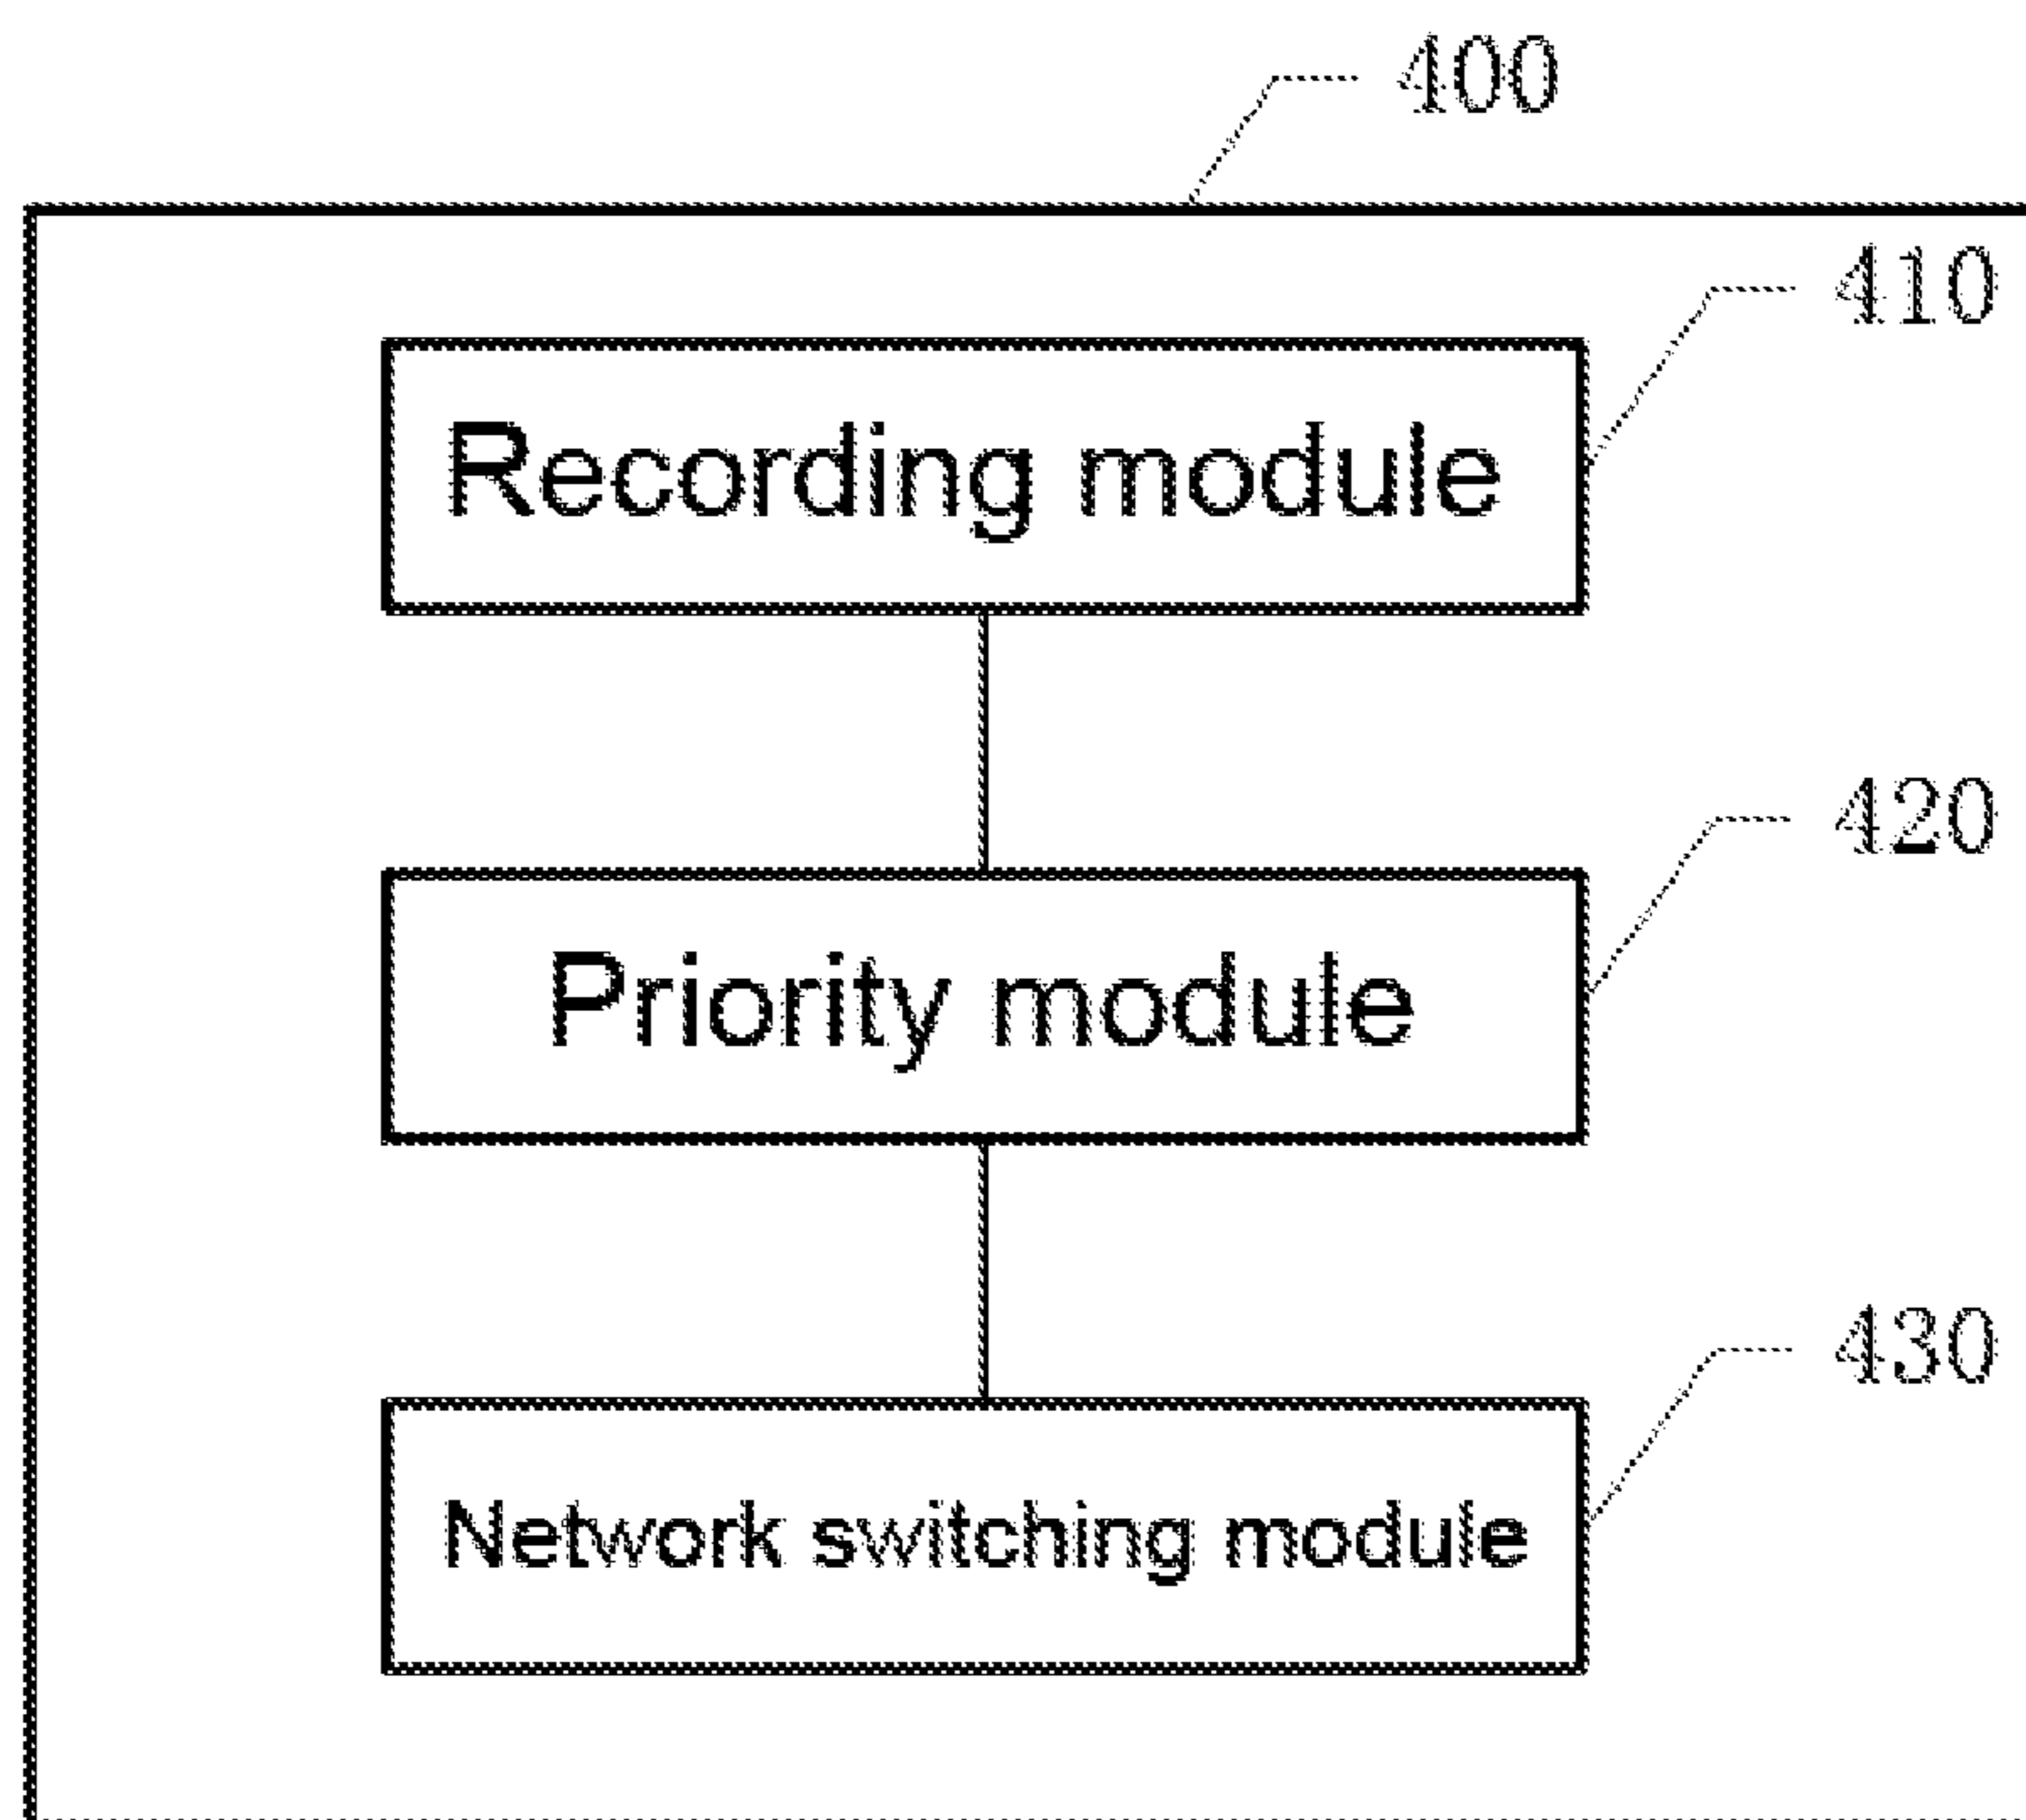 400
410
Recording module
420
Priority module
430
Network switching module